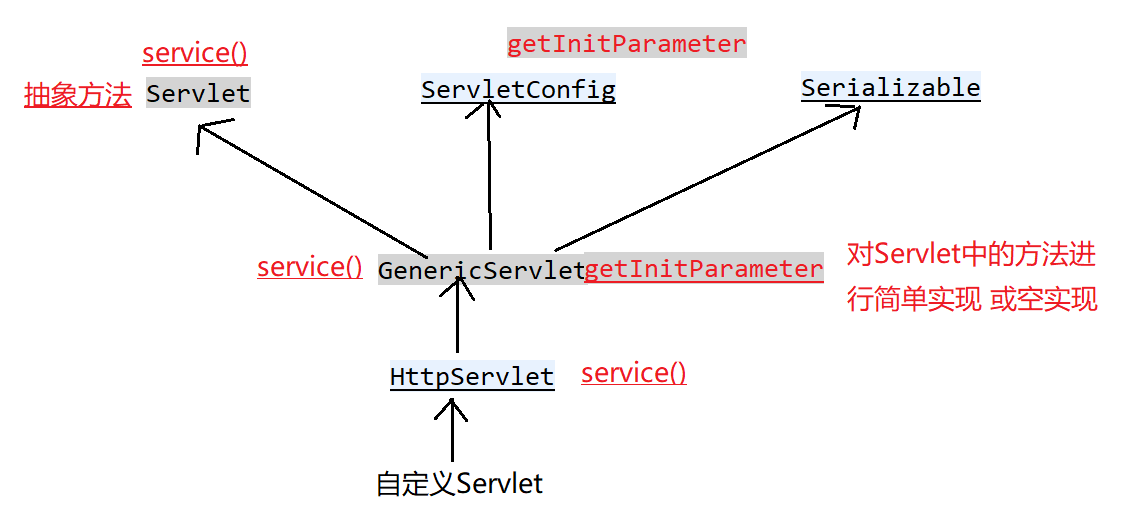 service()
getInitParameter
抽象方法 Servlet
ServletConfig
Serializable
service() GenericServletgetInitParameter
对Servlet中的方法进
行简单实现 或空实现
HttpServlet service()
自定义Servlet